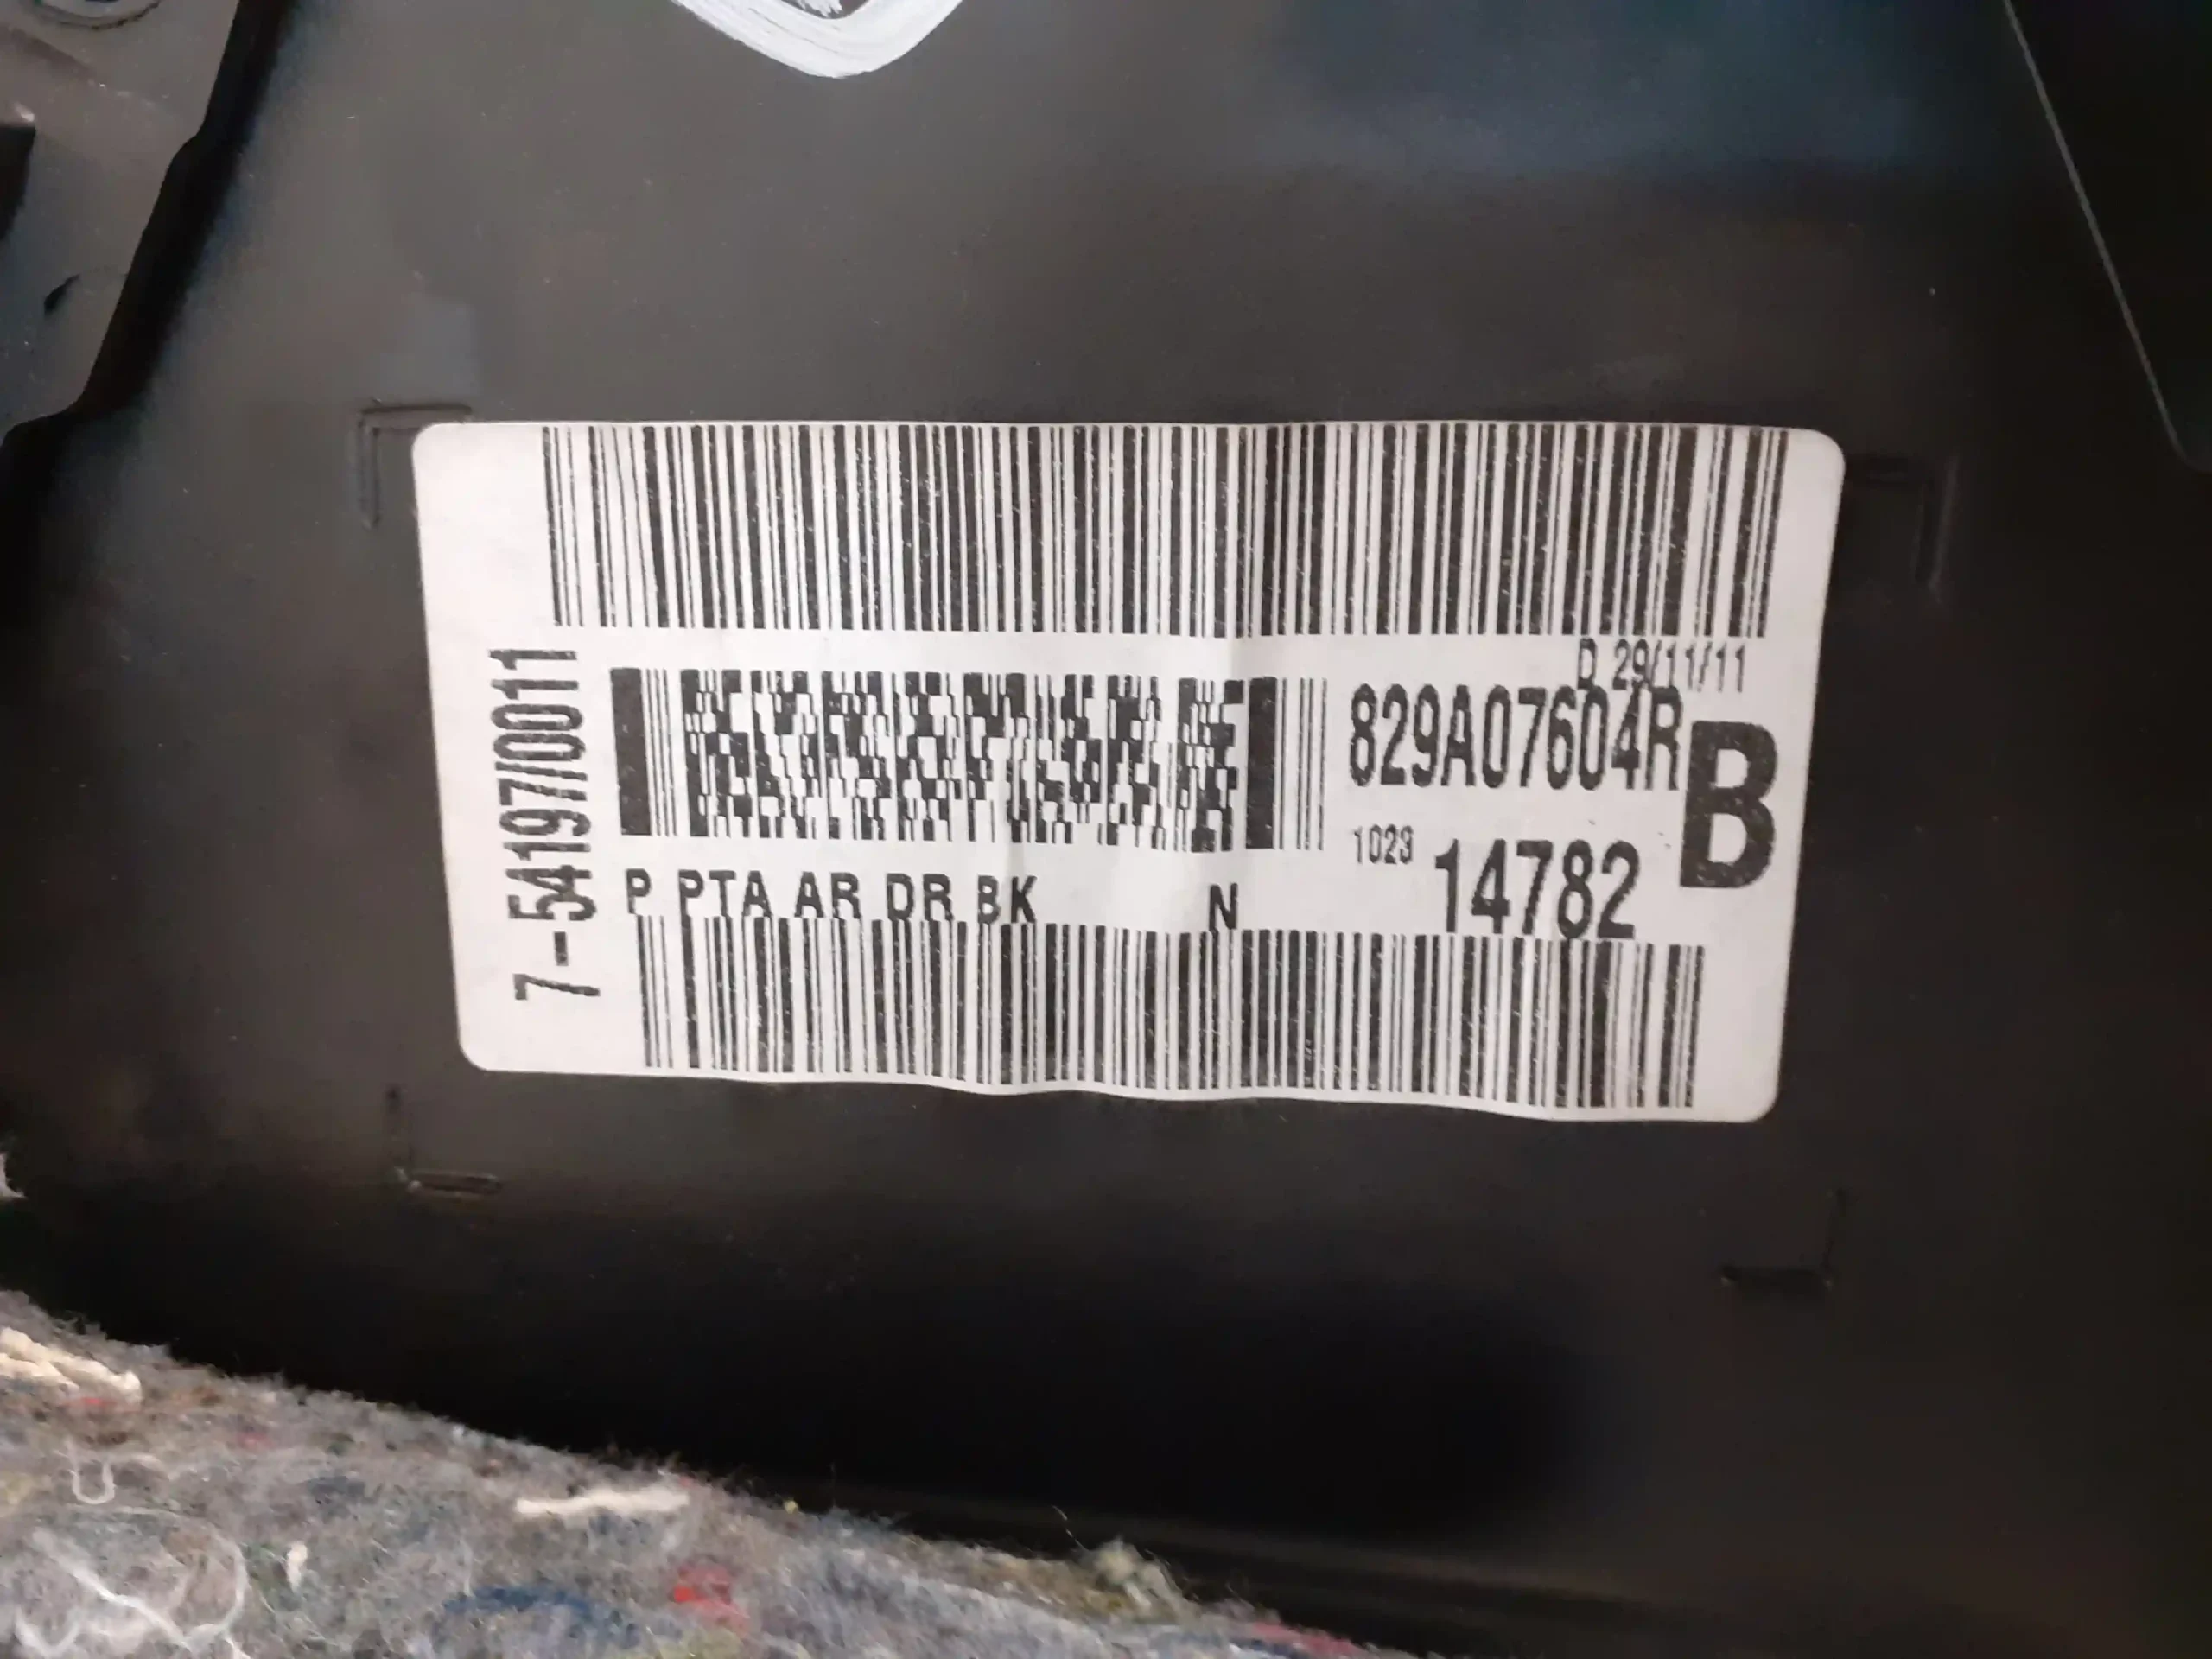 D 29/11/11
829A07604R
B
1023 14782
P PTA AR DR BK N
7-54197/0011